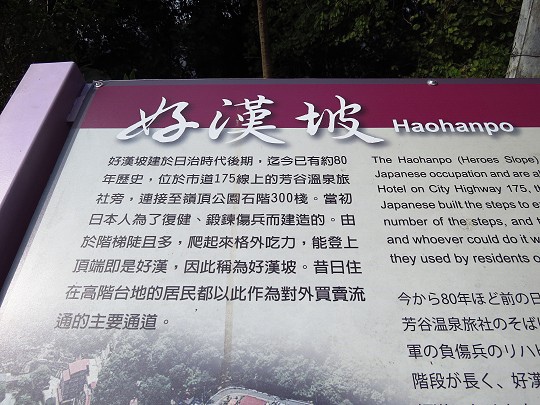 好漢坡 Haohanpo
好漢坡建於日治時代後期，迄今已有約80
年歷史，位於市道175線上的芳谷溫泉旅
社旁，連接至嶺頂公園石階300棧。當初
日本人為了復健、鍛鍊傷兵而建造的。由
於階梯陡且多，爬起來格外吃力，能登上
頂端即是好漢，因此稱為好漢坡。昔日住
在高階台地的居民都以此作為對外買賣流
通的主要通道。
The Haohanpo (Heroes Slope)
Japanese occupation and are ab
Hotel on City Highway 175, t
Japanese built the steps to e
number of the steps, and t
and whoever could do it w
they used by residents o
今から80年ほど前の日
芳谷温泉旅社のそば
軍の負傷兵のリハビ
階段が長く、好漢